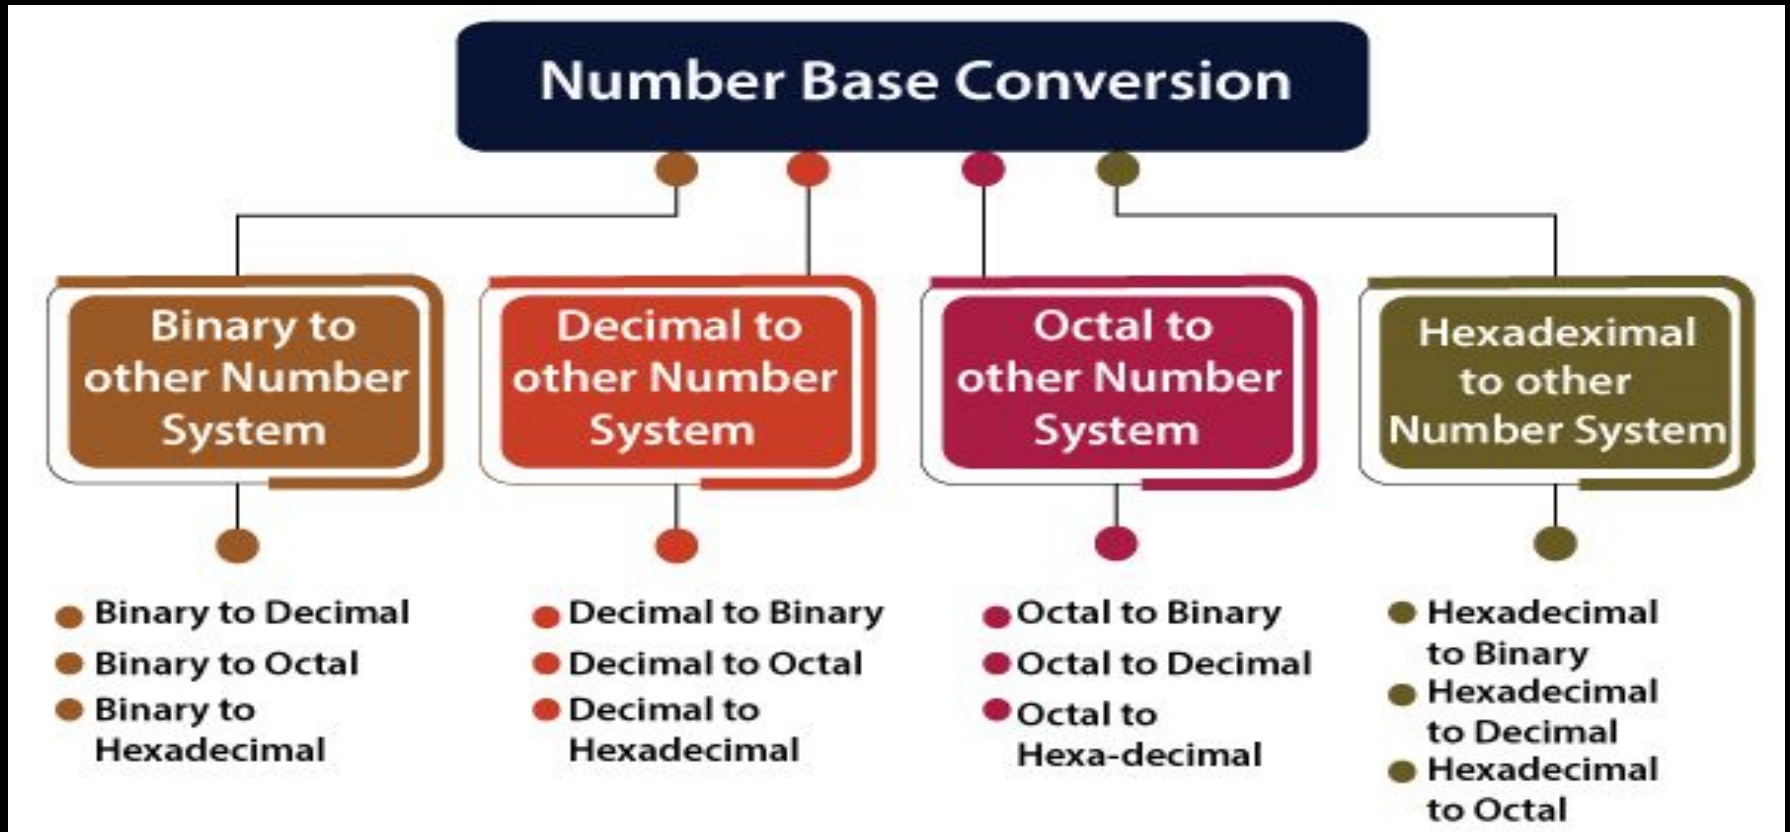 Number Base Conversion
Binary to
other Number
System
Decimal to
other Number
System
Octal to
other Number
System
Hexadeximal
to other
Number System
Binary to Decimal
Binary to Octal
Binary to
Hexadecimal
Decimal to Binary
Decimal to Octal
Decimal to
Hexadecimal
Octal to Binary
Octal to Decimal
Octal to
Hexa-decimal
Hexadecimal
to Binary
Hexadecimal
to Decimal
Hexadecimal
to Octal